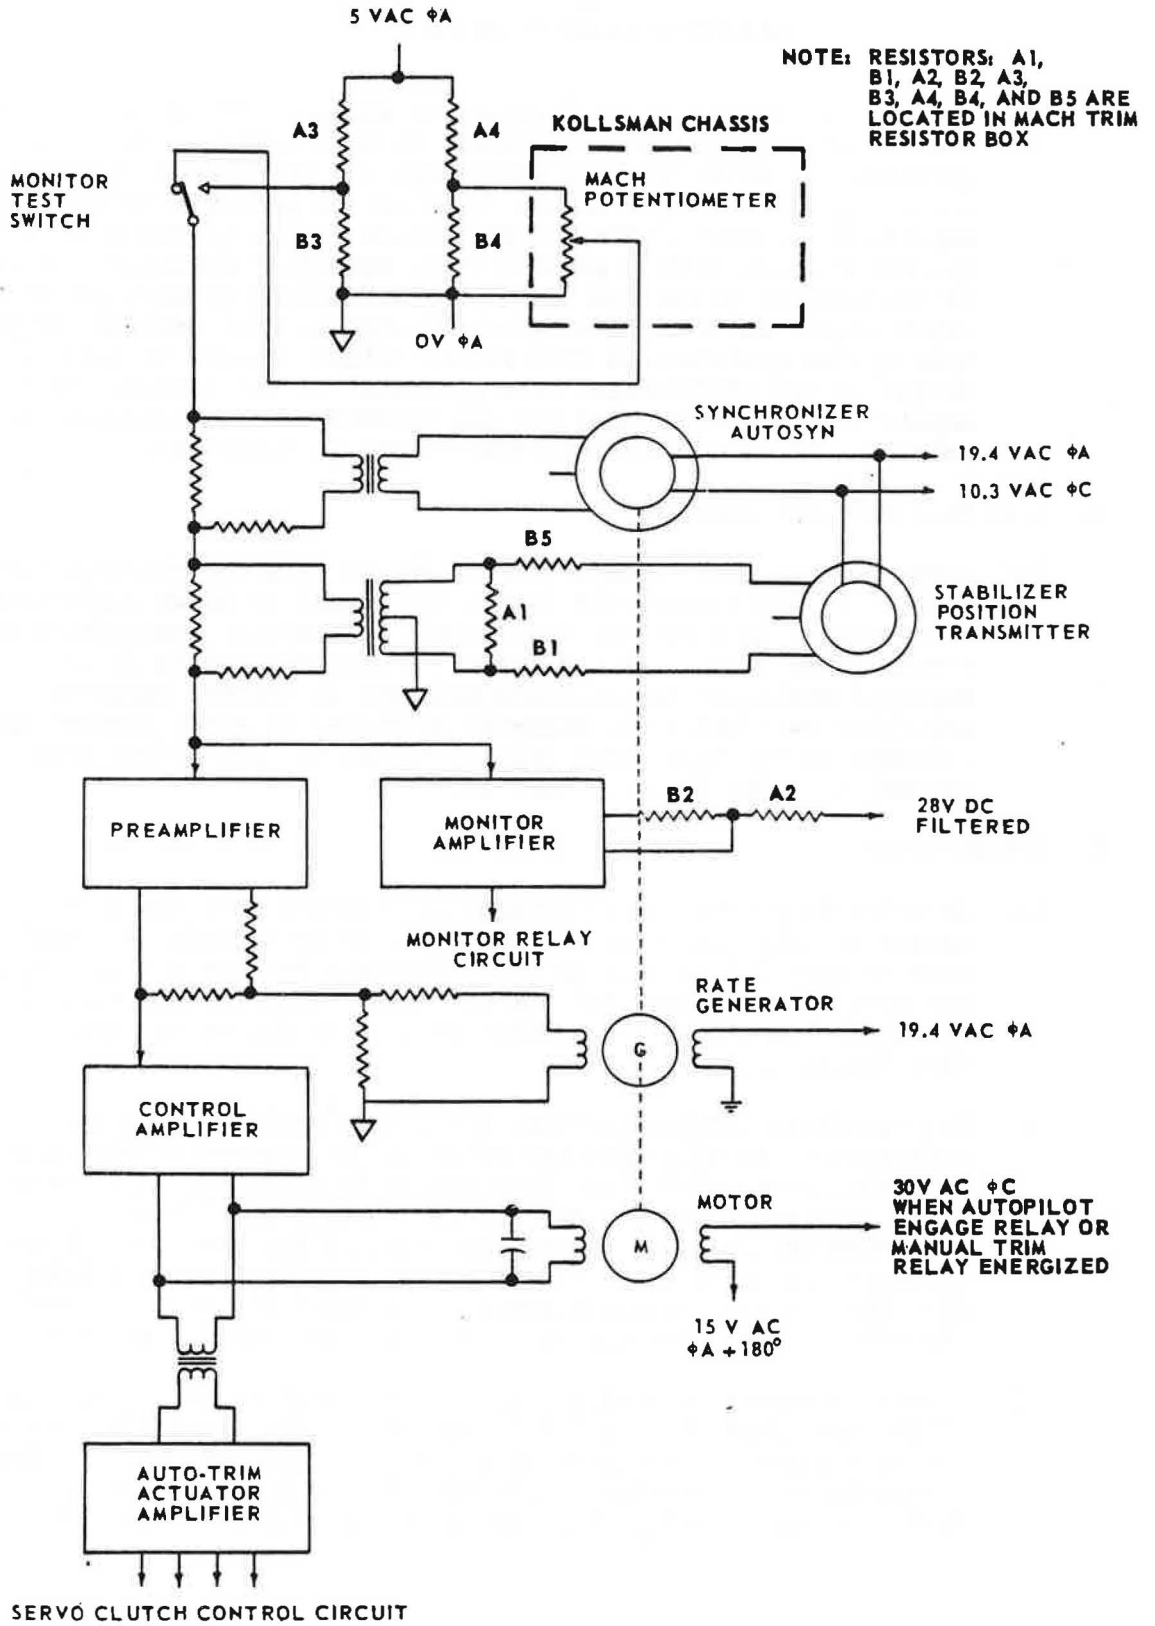 5 VAC ϕA
NOTE: RESISTORS: A1,
B1, A2, B2, A3,
B3, A4, B4, AND B5 ARE
LOCATED IN MACH TRIM
RESISTOR BOX
A3
A4
KOLLSMAN CHASSIS
MONITOR
TEST
SWITCH
MACH
POTENTIOMETER
B3
B4
0V ϕA
SYNCHRONIZER
AUTOSYN
19.4 VAC ϕA
10.3 VAC ϕC
B5
A1
B1
STABILIZER
POSITION
TRANSMITTER
PREAMPLIFIER
MONITOR
AMPLIFIER
B2
A2
28V DC
FILTERED
MONITOR RELAY
CIRCUIT
RATE
GENERATOR
G
19.4 VAC ϕA
CONTROL
AMPLIFIER
MOTOR
M
30V AC ϕC
WHEN AUTOPILOT
ENGAGE RELAY OR
MANUAL TRIM
RELAY ENERGIZED
15 V AC
ϕA +180°
AUTO-TRIM
ACTUATOR
AMPLIFIER
SERVO CLUTCH CONTROL CIRCUIT